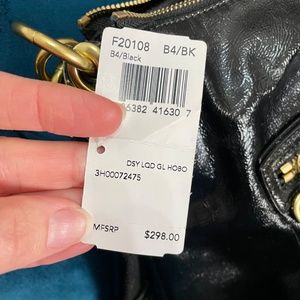 F20108 B4/BK
B4/Black
6382 41630 7
DSY LQD GL HOBO
3H00072475
MFSRP $298.00